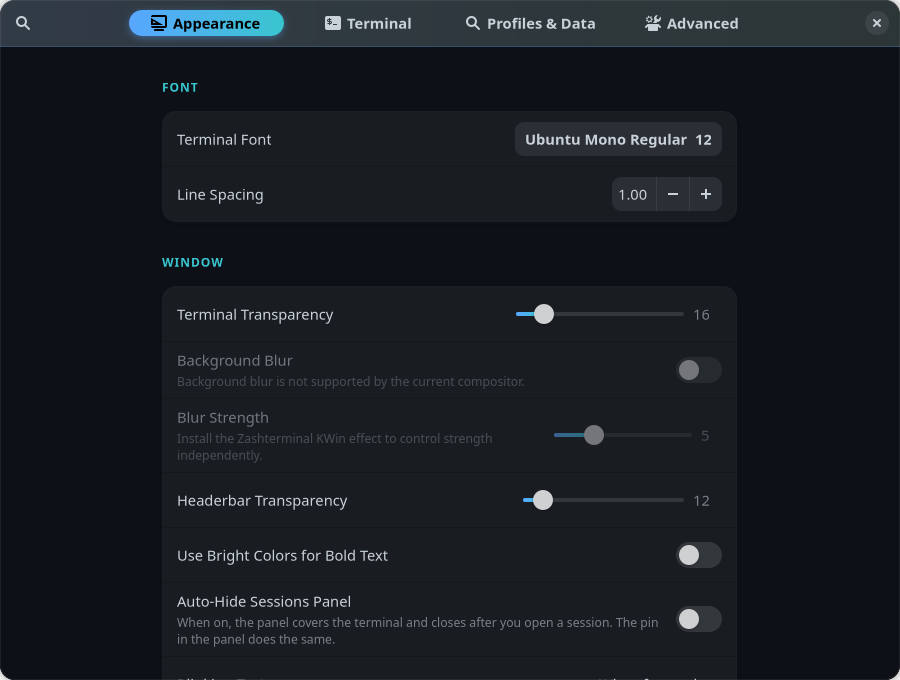 Appearance
Terminal
Profiles & Data
Advanced
FONT
Terminal Font
Ubuntu Mono Regular 12
Line Spacing
1.00
WINDOW
Terminal Transparency
16
Background Blur
Background blur is not supported by the current compositor.
Blur Strength
Install the Zashterminal KWin effect to control strength
independently.
5
Headerbar Transparency
12
Use Bright Colors for Bold Text
Auto-Hide Sessions Panel
When on, the panel covers the terminal and closes after you open a session. The pin
in the panel does the same.